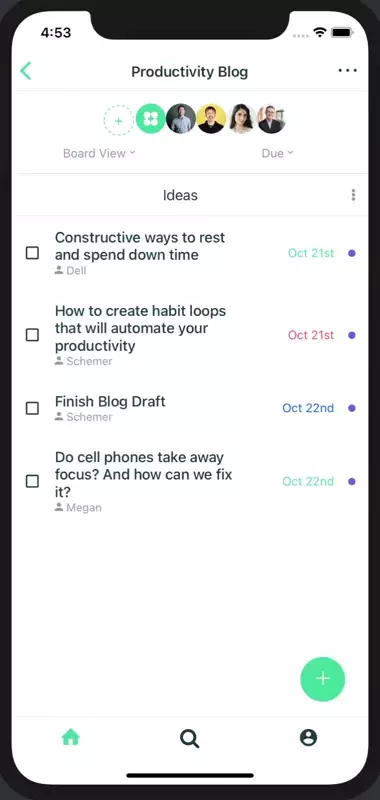 4:53
Productivity Blog
Board View
Due
Ideas
Constructive ways to rest
and spend down time
Dell
Oct 21st
How to create habit loops
that will automate your
productivity
Schemer
Oct 21st
Finish Blog Draft
Schemer
Oct 22nd
Do cell phones take away
focus? And how can we fix
it?
Megan
Oct 22nd